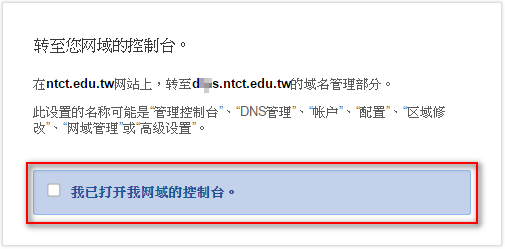 转至您网域的控制台。
在ntct.edu.tw网站上，转至d s.ntct.edu.tw的域名管理部分。
此设置的名称可能是“管理控制台”、“DNS管理”、“帐户”、“配置”、“区域修
改”、“网域管理”或“高级设置”。
我已打开我网域的控制台。